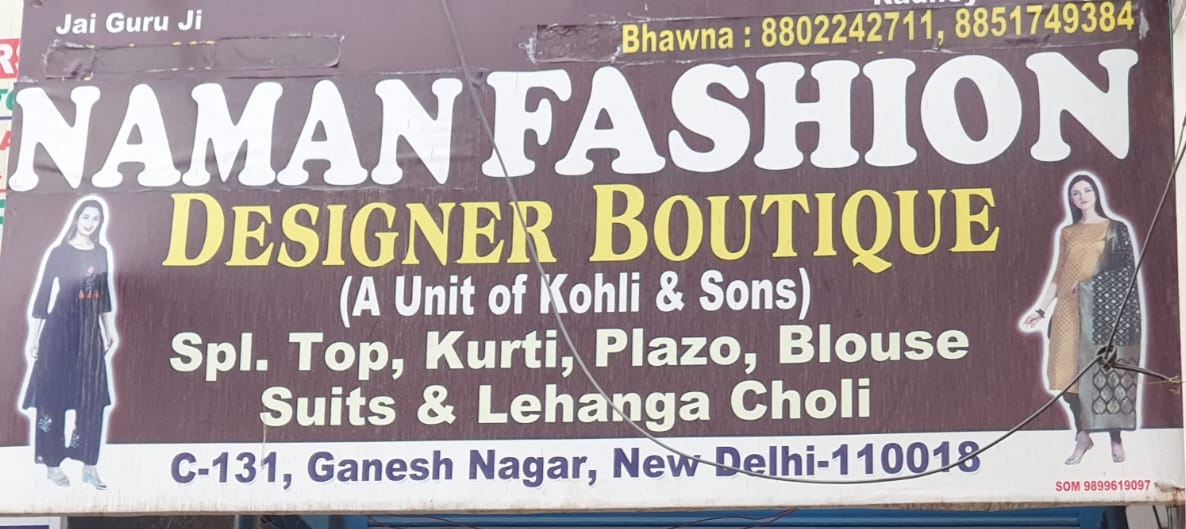 Jai Guru Ji
Bhawna : 8802242711, 8851749384
NAMAN FASHION
DESIGNER BOUTIQUE
(A Unit of Kohli & Sons)
Spl. Top, Kurti, Plazo, Blouse
Suits & Lehanga Choli
C-131, Ganesh Nagar, New Delhi-110018
SOM 9899619097